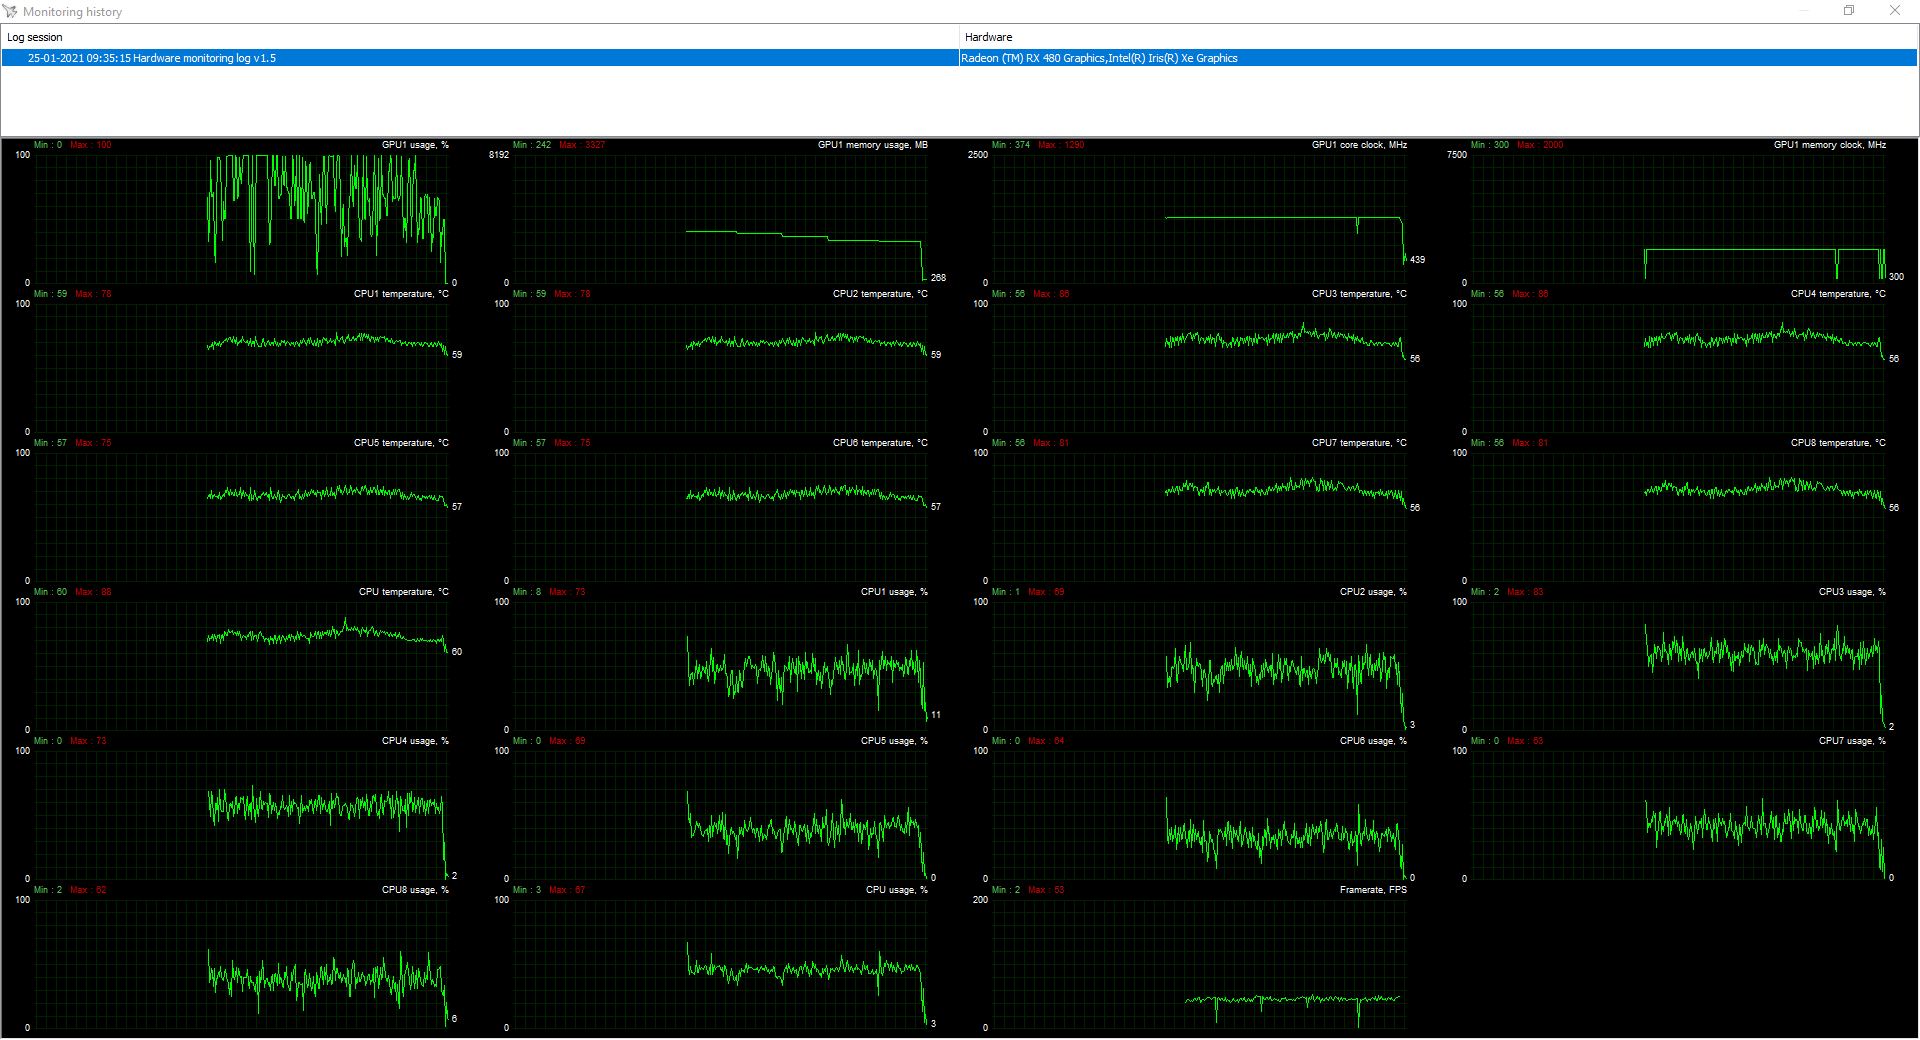 Monitoring history
Log session Hardware
25-01-2021 09:35:15 Hardware monitoring log v1.5 Radeon (TM) RX 480 Graphics,Intel(R) Iris(R) Xe Graphics
Min : 0 Max : 100 GPU1 usage, % Min : 242 Max : 3327 GPU1 memory usage, MB Min : 374 Max : 1290 GPU1 core clock, MHz Min : 300 Max : 2000 GPU1 memory clock, MHz
100 8192 2500 7500
439
300
268
0 0 0 0 0
Min : 59 Max : 78 CPU1 temperature, °C Min : 59 Max : 78 CPU2 temperature, °C Min : 56 Max : 86 CPU3 temperature, °C Min : 56 Max : 86 CPU4 temperature, °C
100 100 100 100
59 59 56 56
0 0 0 0
Min : 57 Max : 75 CPU5 temperature, °C Min : 57 Max : 75 CPU6 temperature, °C Min : 56 Max : 81 CPU7 temperature, °C Min : 56 Max : 81 CPU8 temperature, °C
100 100 100 100
57 57 56 56
0 0 0 0
Min : 60 Max : 88 CPU temperature, °C Min : 8 Max : 73 CPU1 usage, % Min : 1 Max : 69 CPU2 usage, % Min : 2 Max : 83 CPU3 usage, %
100 100 100 100
60
11
3
2
0 0 0 0
Min : 0 Max : 73 CPU4 usage, % Min : 0 Max : 69 CPU5 usage, % Min : 0 Max : 64 CPU6 usage, % Min : 0 Max : 63 CPU7 usage, %
100 100 100 100
2
0 0 0 0 0 0 0
Min : 2 Max : 62 CPU8 usage, % Min : 3 Max : 67 CPU usage, % Min : 2 Max : 53 Framerate, FPS
100 100 200
6
3
0 0 0